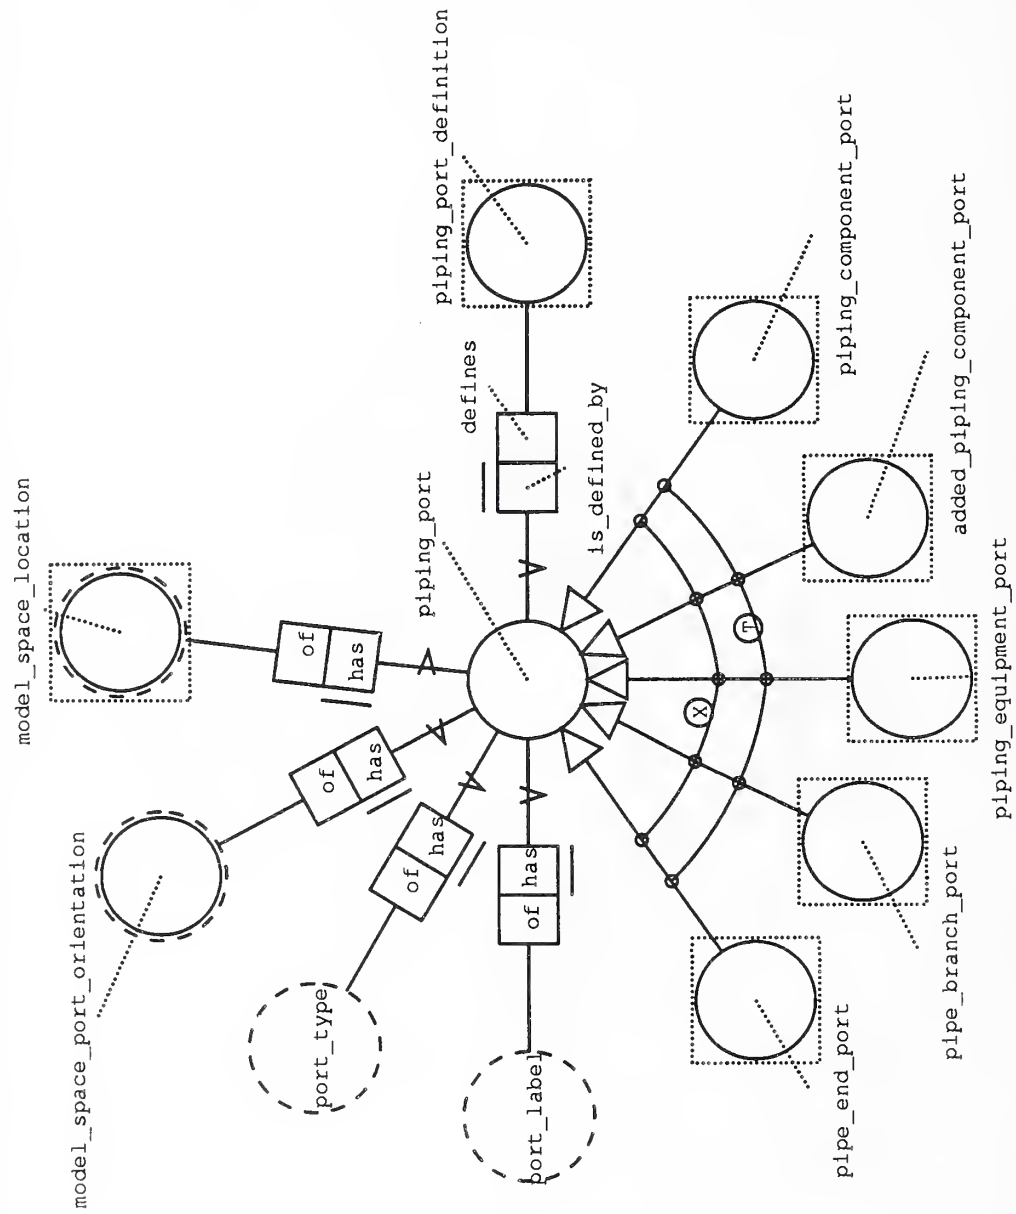 model_space_location
model_space_port_orientation
of
has
of
has
port_type
of
has
piping_port
piping_port_definition
defines
port_label
of
has
is_defined_by
X
T
pipe_end_port
piping_component_port
pipe_branch_port
added_piping_component_port
piping_equipment_port